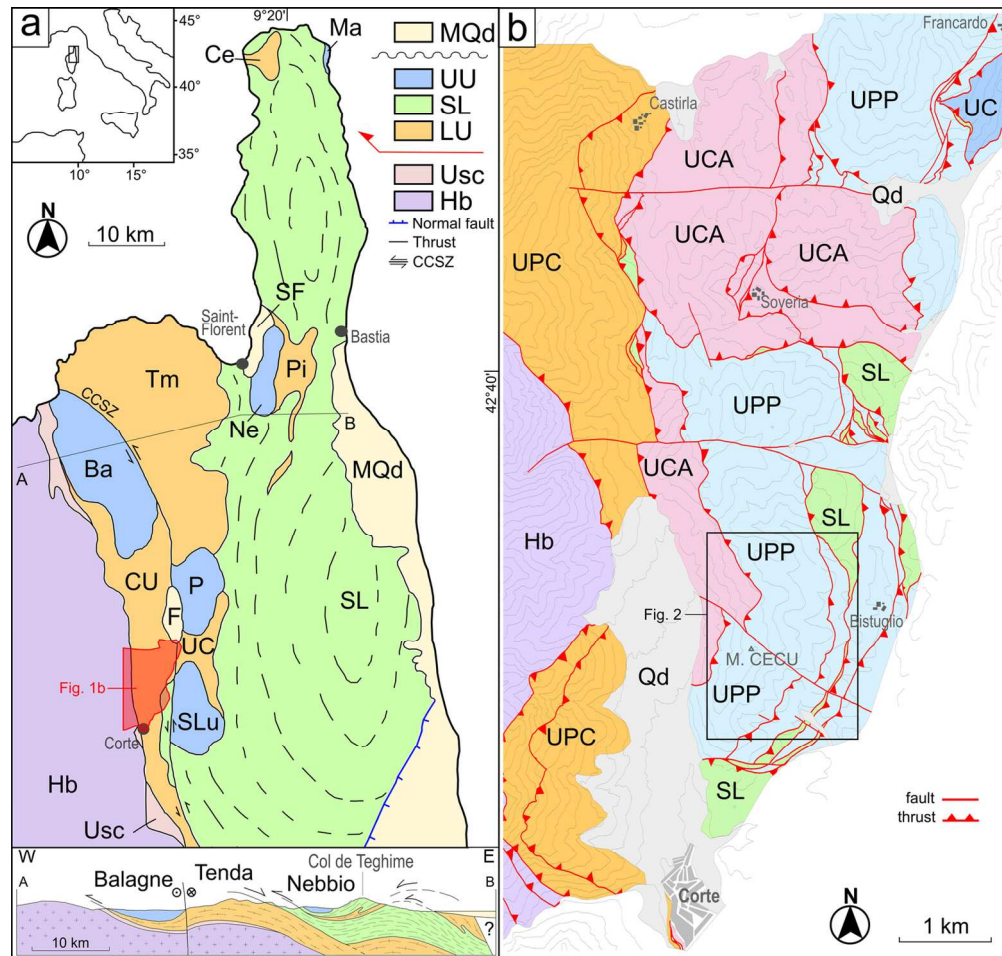 a
45°
40°
35°
10°
15°
9°20'
Ce
Ma
MQd
UU
SL
LU
Usc
Hb
Normal fault
Thrust
CCSZ
N
10 km
SF
Saint-
Florent
Bastia
Pi
Tm
CCSZ
Ne
B
A
Ba
MQd
CU
P
SL
F
UC
Fig. 1b
SLu
Corte
Hb
Usc
W
E
A
Col de Teghime
B
Balagne
Tenda
Nebbio
?
10 km
b
Francardo
Castirla
UPP
UC
UCA
Qd
UCA
UCA
UPC
Soveria
42°40'
SL
UPP
UCA
SL
Hb
UPP
Fig. 2
Bistuglio
M. CECU
Qd
UPP
UPC
SL
fault
thrust
Corte
N
1 km